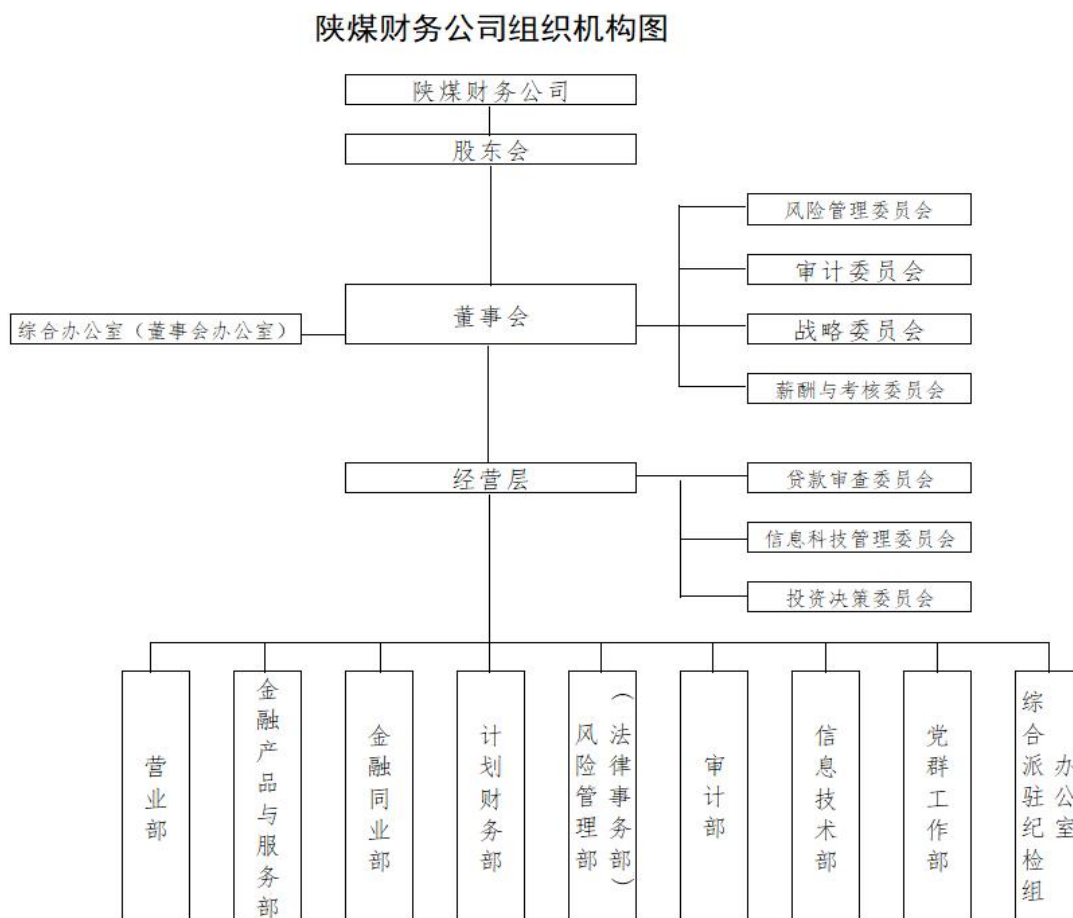 陕煤财务公司组织机构图
陕煤财务公司
股东会
风险管理委员会
审计委员会
董事会
综合办公室（董事会办公室）
战略委员会
薪酬与考核委员会
经营层
贷款审查委员会
信息科技管理委员会
投资决策委员会
营业部
金融产品与服务部
金融同业部
计划财务部
风险管理部
（法律事务部）
审计部
信息技术部
党群工作部
综合派驻纪检组
办公室